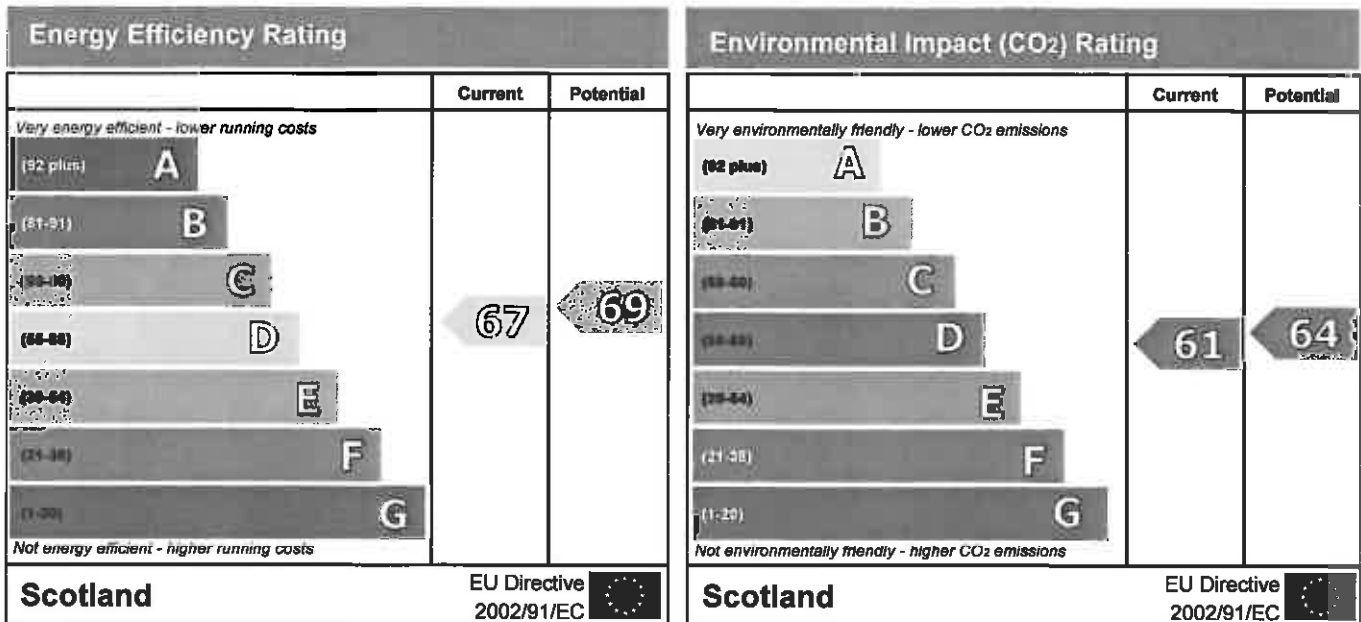 Energy Efficiency Rating
Current Potential
Very energy efficient - lower running costs
(92 plus) A
(81-91) B
C
67
69
D
E
(21-38) F
(1-20) G
Not energy efficient - higher running costs
Scotland
EU Directive
2002/91/EC
Environmental Impact (CO2) Rating
Current Potential
Very environmentally friendly - lower CO2 emissions
(92 plus) A
(81-91) B
C
D
61
64
E
(21-38) F
(1-20) G
Not environmentally friendly - higher CO2 emissions
Scotland
EU Directive
2002/91/EC